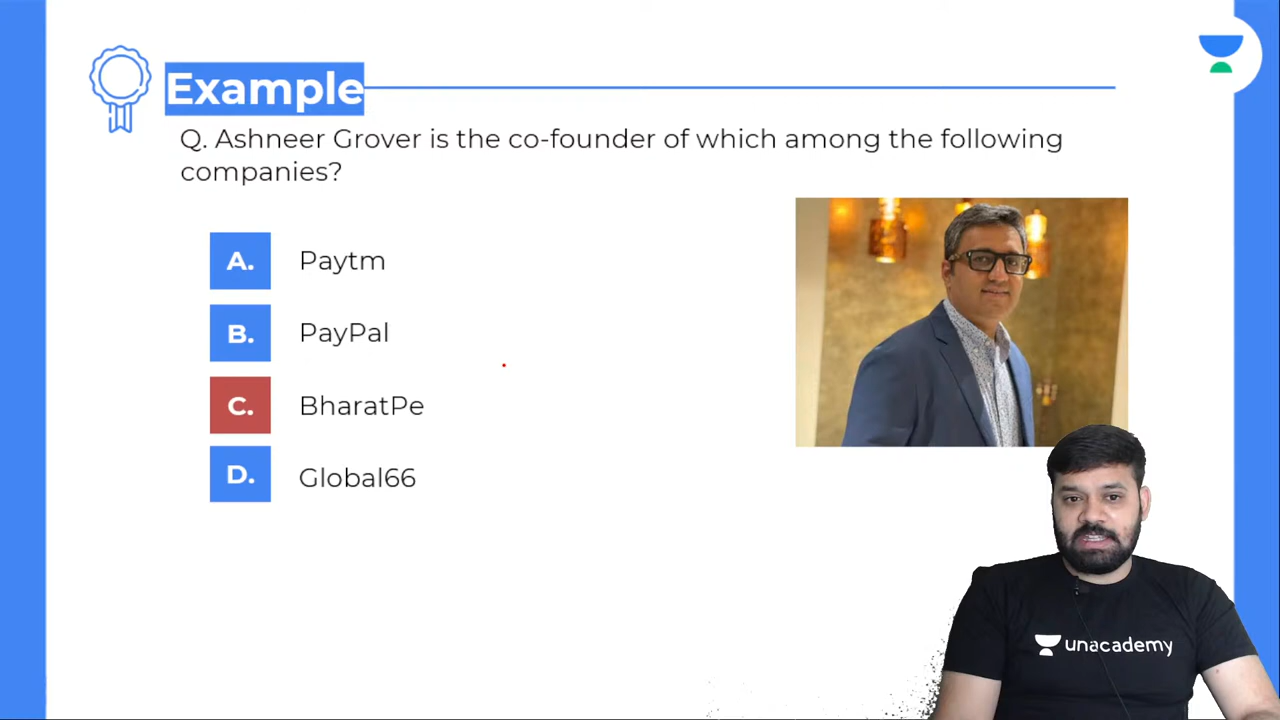 Example
Q. Ashneer Grover is the co-founder of which among the following
companies?
A. Paytm
B. PayPal
C. BharatPe
D. Global66
unacademy